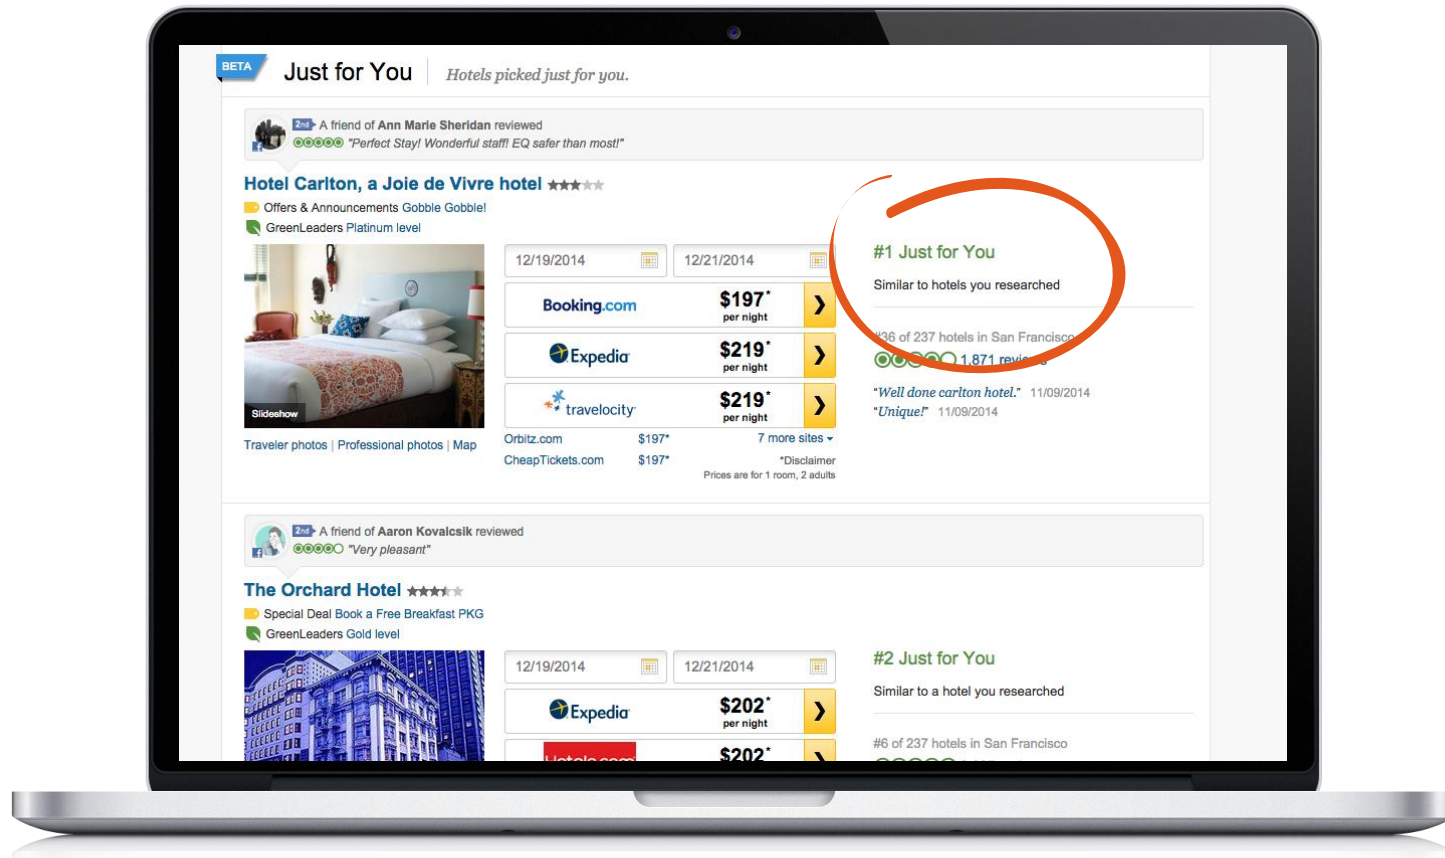 BETA
Just for You
Hotels picked just for you.
2nd A friend of Ann Marie Sheridan reviewed
"Perfect Stay! Wonderful staff! EQ safer than most!"
Hotel Carlton, a Joie de Vivre hotel
Offers & Announcements Gobble Gobble!
GreenLeaders Platinum level
Slideshow
Traveler photos | Professional photos | Map
12/19/2014
12/21/2014
Booking.com
$197*
per night
Expedia
$219*
per night
travelocity
$219*
per night
Orbitz.com $197* 7 more sites
CheapTickets.com $197* *Disclaimer
Prices are for 1 room, 2 adults
#1 Just for You
Similar to hotels you researched
#36 of 237 hotels in San Francisco
1,871 reviews
"Well done carlton hotel." 11/09/2014
"Unique!" 11/09/2014
2nd A friend of Aaron Kovalcsik reviewed
"Very pleasant"
The Orchard Hotel
Special Deal Book a Free Breakfast PKG
GreenLeaders Gold level
12/19/2014
12/21/2014
Expedia
$202*
per night
Hotels.com
$202*
#2 Just for You
Similar to a hotel you researched
#6 of 237 hotels in San Francisco